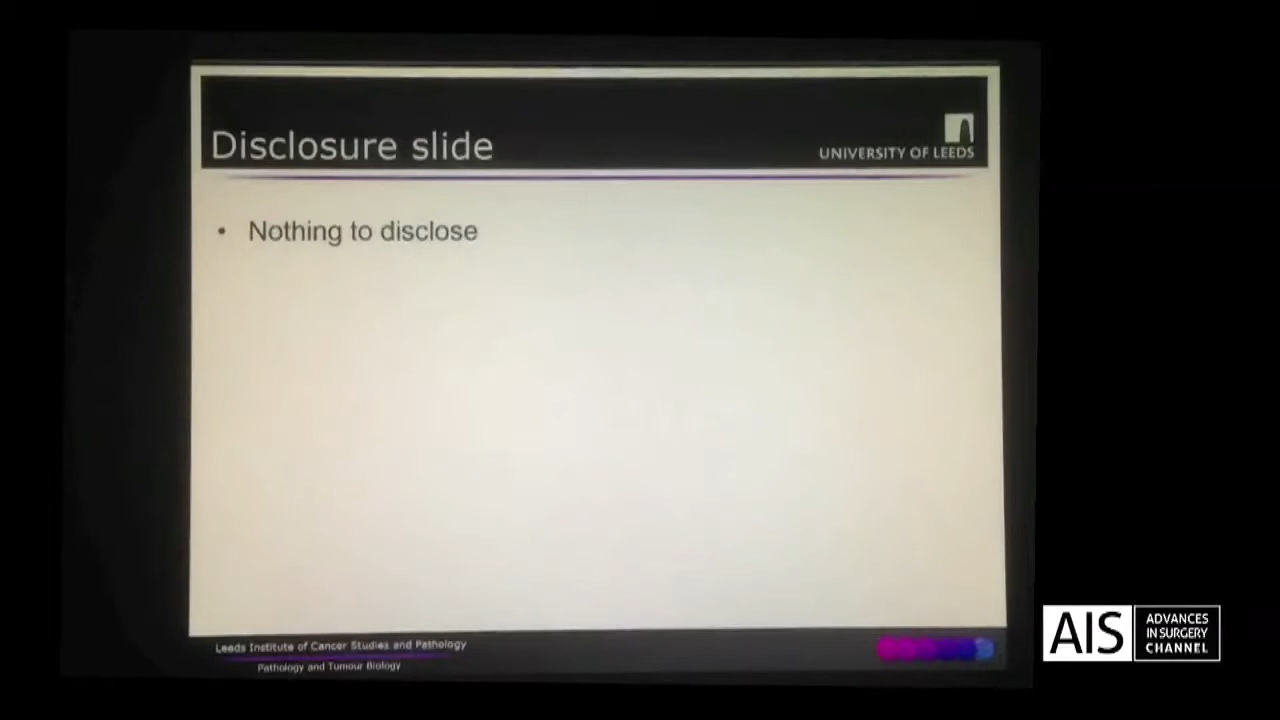 Disclosure slide
UNIVERSITY OF LEEDS
• Nothing to disclose
Leeds Institute of Cancer Studies and Pathology
Pathology and Tumour Biology
AIS
ADVANCES
IN SURGERY
CHANNEL